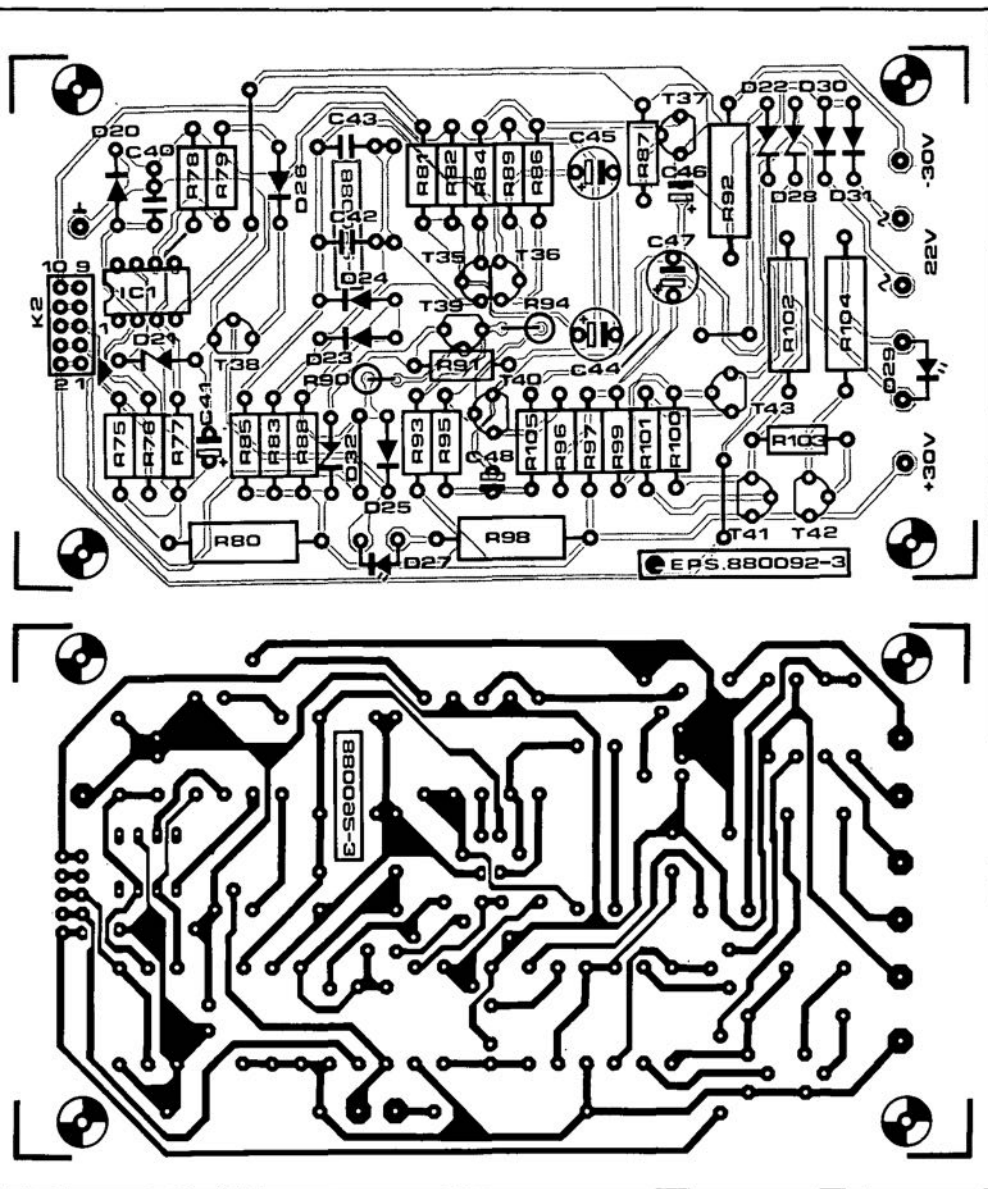 T37
D22 D30
C43
D20
C40
R78
R79
D26
880
C42
R81
R82
R84
R89
R86
C45
R87
C46
R92
D28
D31
-30V
~
22V
~
+
10 9
K2
IC1
1
2 1
D24
T38
D24
D23
T35
T36
T39
R94
C47
R102
R104
R91
R90
C44
T40
D29
T43
C41
R75
R76
R77
R85
R83
R88
D32
D25
R93
R95
C48
R105
R96
R97
R99
R101
R100
R103
+30V
T41
T42
R80
D27
R98
EPS.880092-3
880092-3